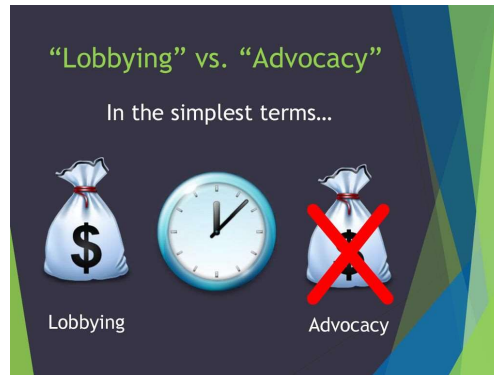 “Lobbying” vs. “Advocacy”
In the simplest terms…
$
$
Lobbying
Advocacy